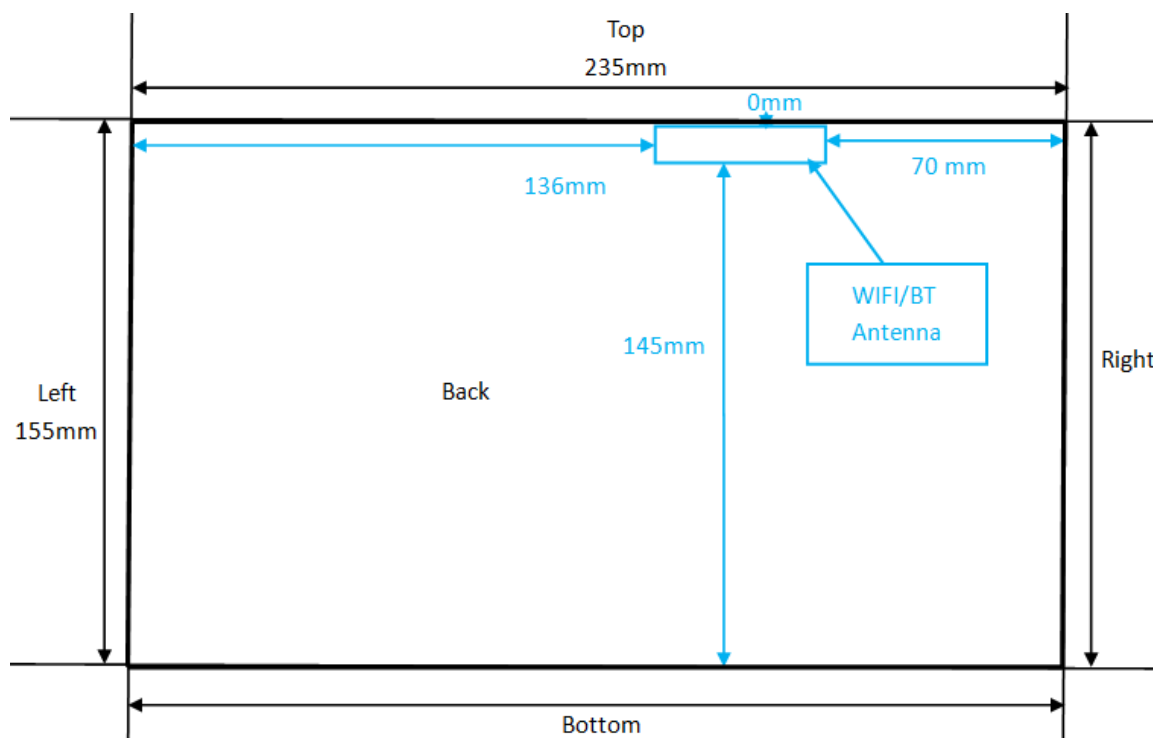 Top
235mm
0mm
136mm
70 mm
WIFI/BT
Antenna
145mm
Left
155mm
Back
Right
Bottom